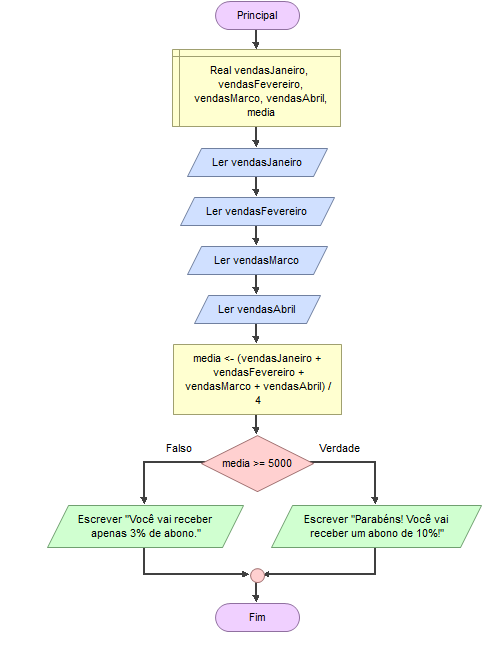 Principal
Real vendasJaneiro,
vendasFevereiro,
vendasMarco, vendasAbril,
media
Ler vendasJaneiro
Ler vendasFevereiro
Ler vendasMarco
Ler vendasAbril
media <- (vendasJaneiro +
vendasFevereiro +
vendasMarco + vendasAbril) /
4
Falso
Verdade
media >= 5000
Escrever "Você vai receber
apenas 3% de abono."
Escrever "Parabéns! Você vai
receber um abono de 10%!"
Fim